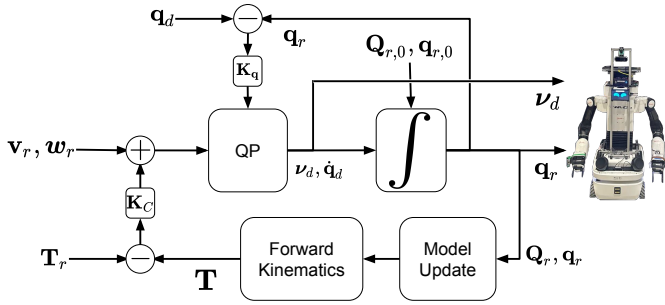 𝐪_d
−
𝐪_r
𝐐_{r,0}, 𝐪_{r,0}
𝐊_𝐪
𝝂_d
𝐯_r, 𝒘_r
+
QP
∫
𝝂_d, q̇_d
𝐪_r
𝐊_C
𝐓_r
−
𝐓
Forward
Kinematics
Model
Update
𝐐_r, 𝐪_r